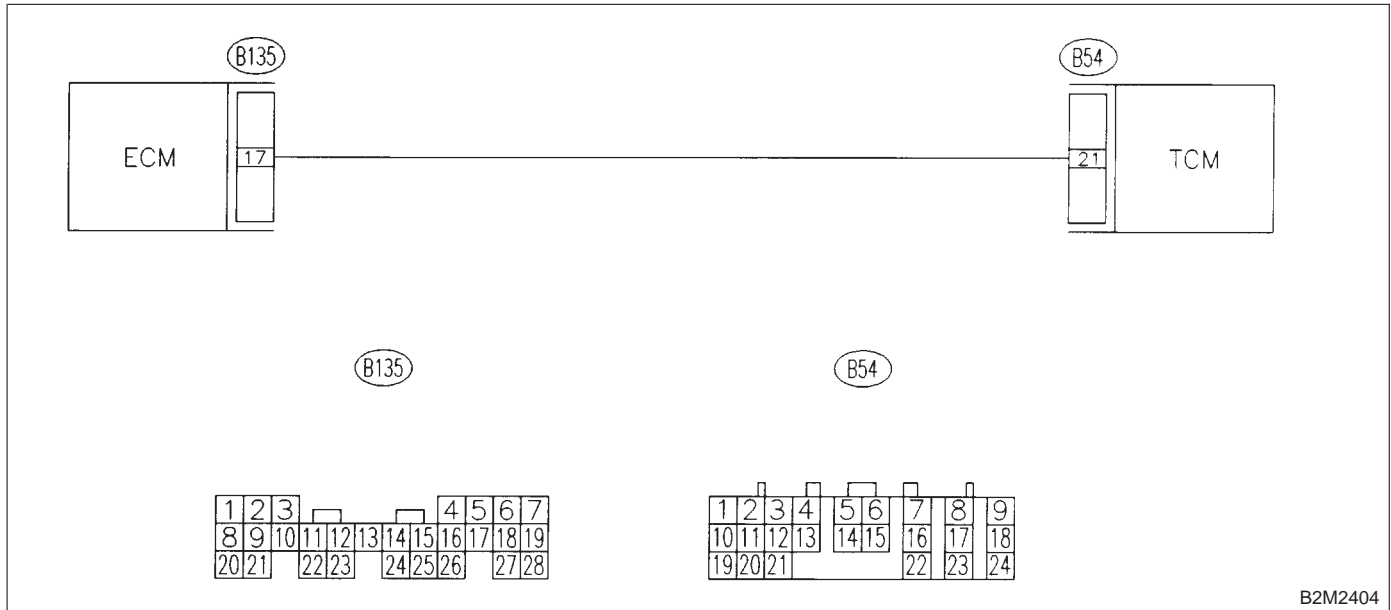 B135 B54
ECM 17 21 TCM
B135 B54
1 2 3 4 5 6 7 1 2 3 4 5 6 7 8 9
8 9 10 11 12 13 14 15 16 17 18 19 10 11 12 13 14 15 16 17 18
20 21 22 23 24 25 26 27 28 19 20 21 22 23 24
B2M2404